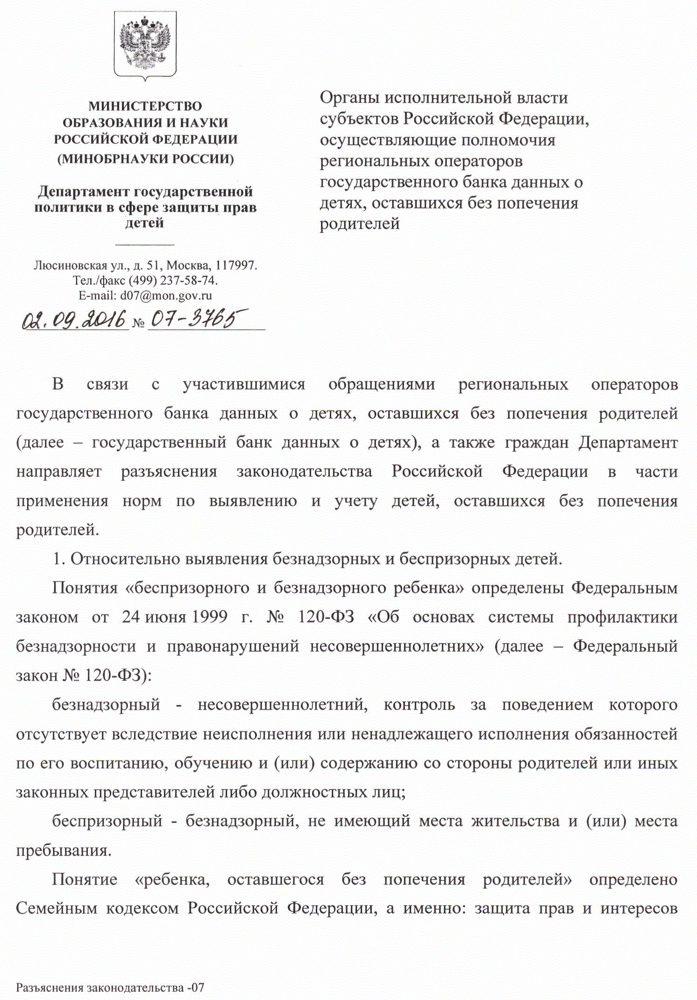 МИНИСТЕРСТВО
ОБРАЗОВАНИЯ И НАУКИ
РОССИЙСКОЙ ФЕДЕРАЦИИ
(МИНОБРНАУКИ РОССИИ)
Департамент государственной
политики в сфере защиты прав
детей
Люсиновская ул., д. 51, Москва, 117997.
Тел./факс (499) 237-58-74.
E-mail: d07@mon.gov.ru
02.09.2016 № 07-3765
Органы исполнительной власти
субъектов Российской Федерации,
осуществляющие полномочия
региональных операторов
государственного банка данных о
детях, оставшихся без попечения
родителей
В связи с участившимися обращениями региональных операторов
государственного банка данных о детях, оставшихся без попечения родителей
(далее – государственный банк данных о детях), а также граждан Департамент
направляет разъяснения законодательства Российской Федерации в части
применения норм по выявлению и учету детей, оставшихся без попечения
родителей.
1. Относительно выявления безнадзорных и беспризорных детей.
Понятия «беспризорного и безнадзорного ребенка» определены Федеральным
законом от 24 июня 1999 г. № 120-ФЗ «Об основах системы профилактики
безнадзорности и правонарушений несовершеннолетних» (далее – Федеральный
закон № 120-ФЗ):
безнадзорный - несовершеннолетний, контроль за поведением которого
отсутствует вследствие неисполнения или ненадлежащего исполнения обязанностей
по его воспитанию, обучению и (или) содержанию со стороны родителей или иных
законных представителей либо должностных лиц;
беспризорный - безнадзорный, не имеющий места жительства и (или) места
пребывания.
Понятие «ребенка, оставшегося без попечения родителей» определено
Семейным кодексом Российской Федерации, а именно: защита прав и интересов
Разъяснения законодательства -07